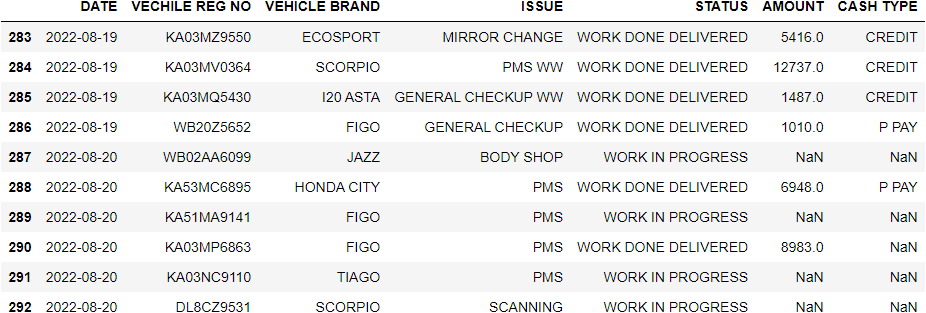 DATE VECHILE REG NO VEHICLE BRAND ISSUE STATUS AMOUNT CASH TYPE
283 2022-08-19 KA03MZ9550 ECOSPORT MIRROR CHANGE WORK DONE DELIVERED 5416.0 CREDIT
284 2022-08-19 KA03MV0364 SCORPIO PMS WW WORK DONE DELIVERED 12737.0 CREDIT
285 2022-08-19 KA03MQ5430 I20 ASTA GENERAL CHECKUP WW WORK DONE DELIVERED 1487.0 CREDIT
286 2022-08-19 WB20Z5652 FIGO GENERAL CHECKUP WORK DONE DELIVERED 1010.0 P PAY
287 2022-08-20 WB02AA6099 JAZZ BODY SHOP WORK IN PROGRESS NaN NaN
288 2022-08-20 KA53MC6895 HONDA CITY PMS WORK DONE DELIVERED 6948.0 P PAY
289 2022-08-20 KA51MA9141 FIGO PMS WORK IN PROGRESS NaN NaN
290 2022-08-20 KA03MP6863 FIGO PMS WORK DONE DELIVERED 8983.0 NaN
291 2022-08-20 KA03NC9110 TIAGO PMS WORK IN PROGRESS NaN NaN
292 2022-08-20 DL8CZ9531 SCORPIO SCANNING WORK IN PROGRESS NaN NaN